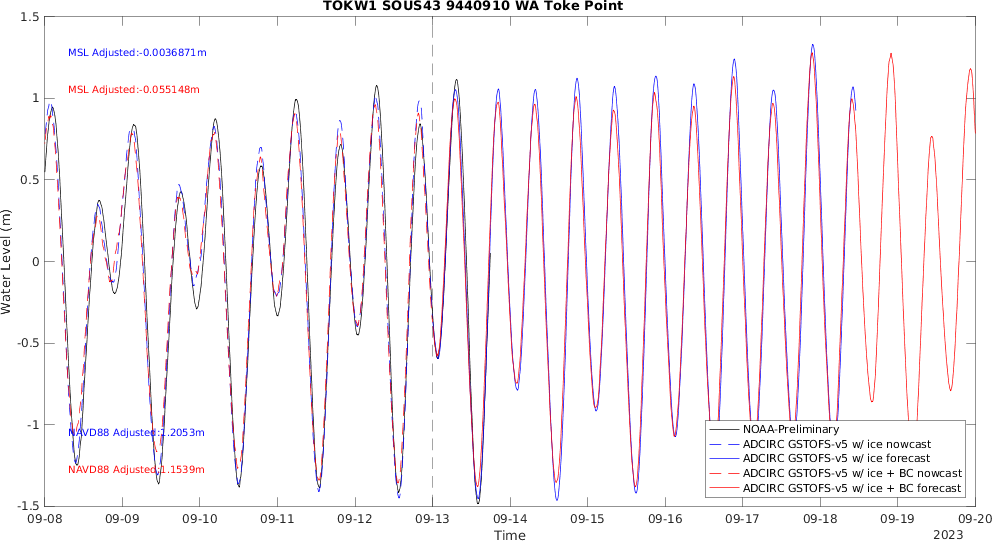 TOKW1 SOUS43 9440910 WA Toke Point
1.5
1
0.5
0
-0.5
-1
-1.5
Water Level (m)
MSL Adjusted:-0.0036871m
MSL Adjusted:-0.055148m
NAVD88 Adjusted:1.2053m
NAVD88 Adjusted:1.1539m
NOAA-Preliminary
ADCIRC GSTOFS-v5 w/ ice nowcast
ADCIRC GSTOFS-v5 w/ ice forecast
ADCIRC GSTOFS-v5 w/ ice + BC nowcast
ADCIRC GSTOFS-v5 w/ ice + BC forecast
09-08 09-09 09-10 09-11 09-12 09-13 09-14 09-15 09-16 09-17 09-18 09-19 09-20
Time
2023